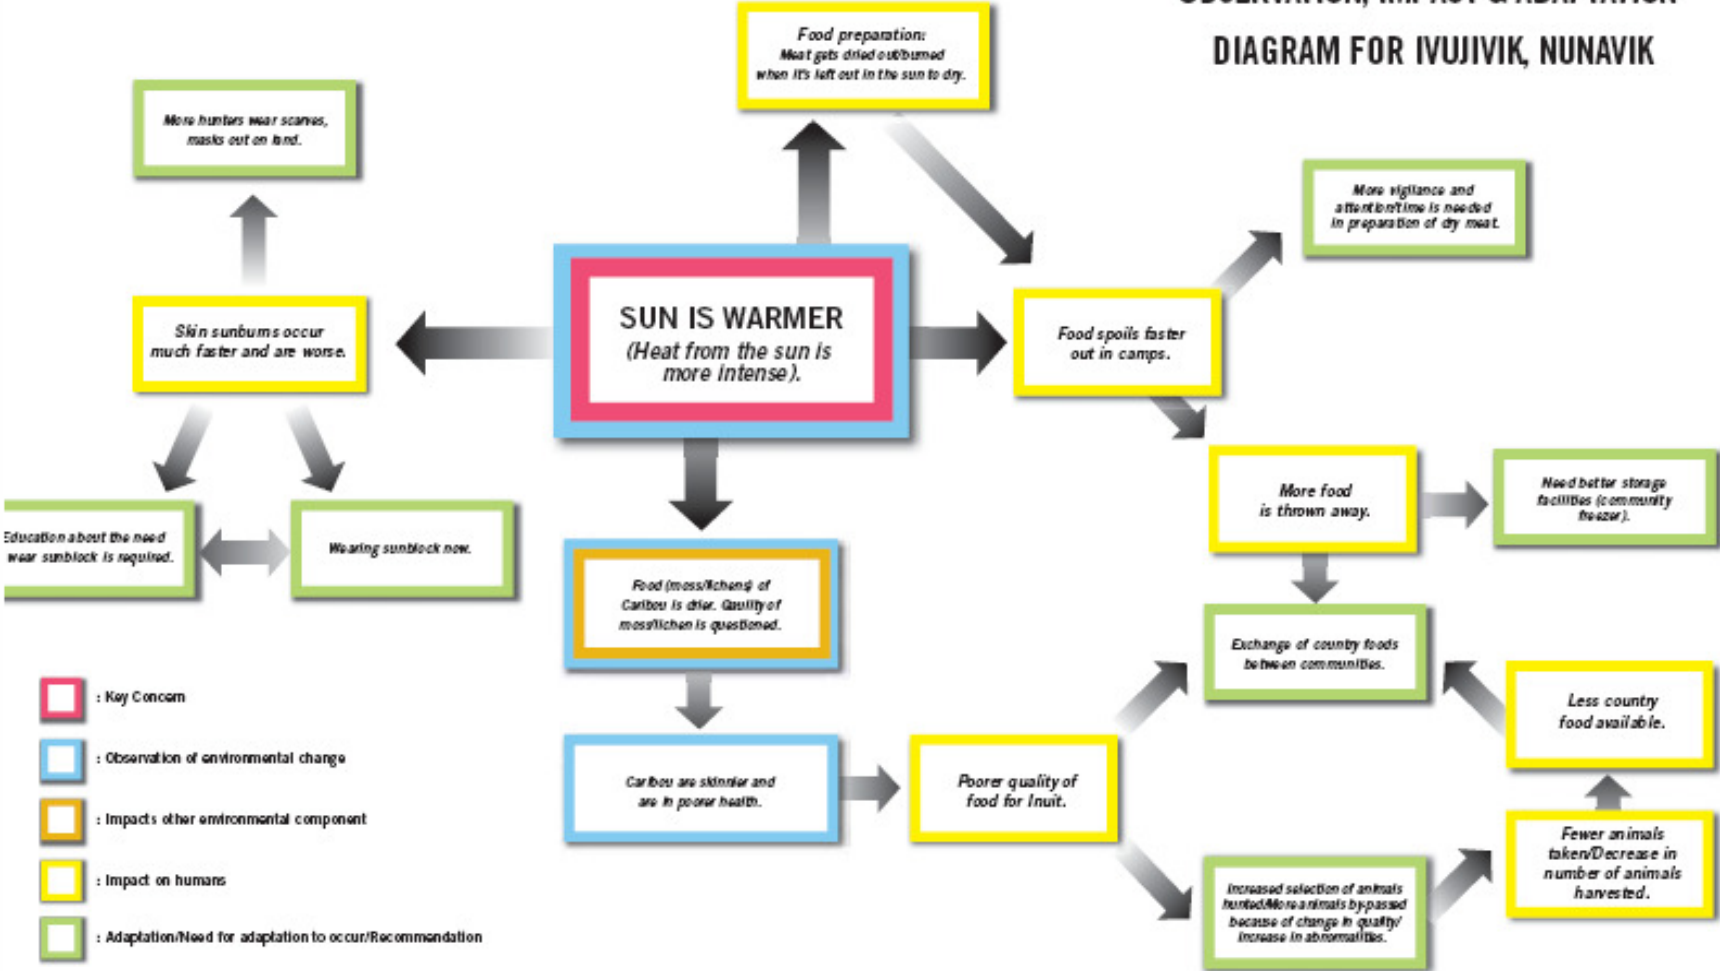 OBSERVATION, IMPACT & ADAPTATION
DIAGRAM FOR IVUJIVIK, NUNAVIK
Food preparation:
Meat gets dried out/burned
when it's left out in the sun to dry.
More hunters wear scarves,
masks out on land.
More vigilance and
attention/time is needed
in preparation of dry meat.
Skin sunburns occur
much faster and are worse.
SUN IS WARMER
(Heat from the sun is
more intense).
Food spoils faster
out in camps.
Education about the need
wear sunblock is required.
Wearing sunblock now.
More food
is thrown away.
Need better storage
facilities (community
freezer).
Food (moss/lichens) of
Caribou is drier. Qaulity of
moss/lichen is questioned.
Exchange of country foods
between communities.
Less country
food available.
Caribou are skinnier and
are in poorer health.
Poorer quality of
food for Inuit.
Fewer animals
taken/Decrease in
number of animals
harvested.
Increased selection of animals
hunted/More animals by-passed
because of change in quality/
increase in abnormalities.
: Key Concern
: Observation of environmental change
: Impacts other environmental component
: Impact on humans
: Adaptation/Need for adaptation to occur/Recommendation